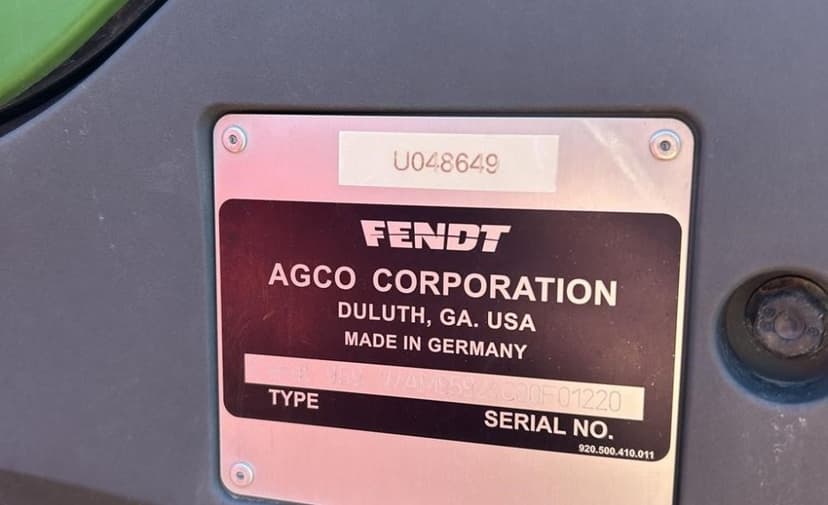 U048649
FENDT
AGCO CORPORATION
DULUTH, GA. USA
MADE IN GERMANY
TYPE
SERIAL NO.
920.500.410.011